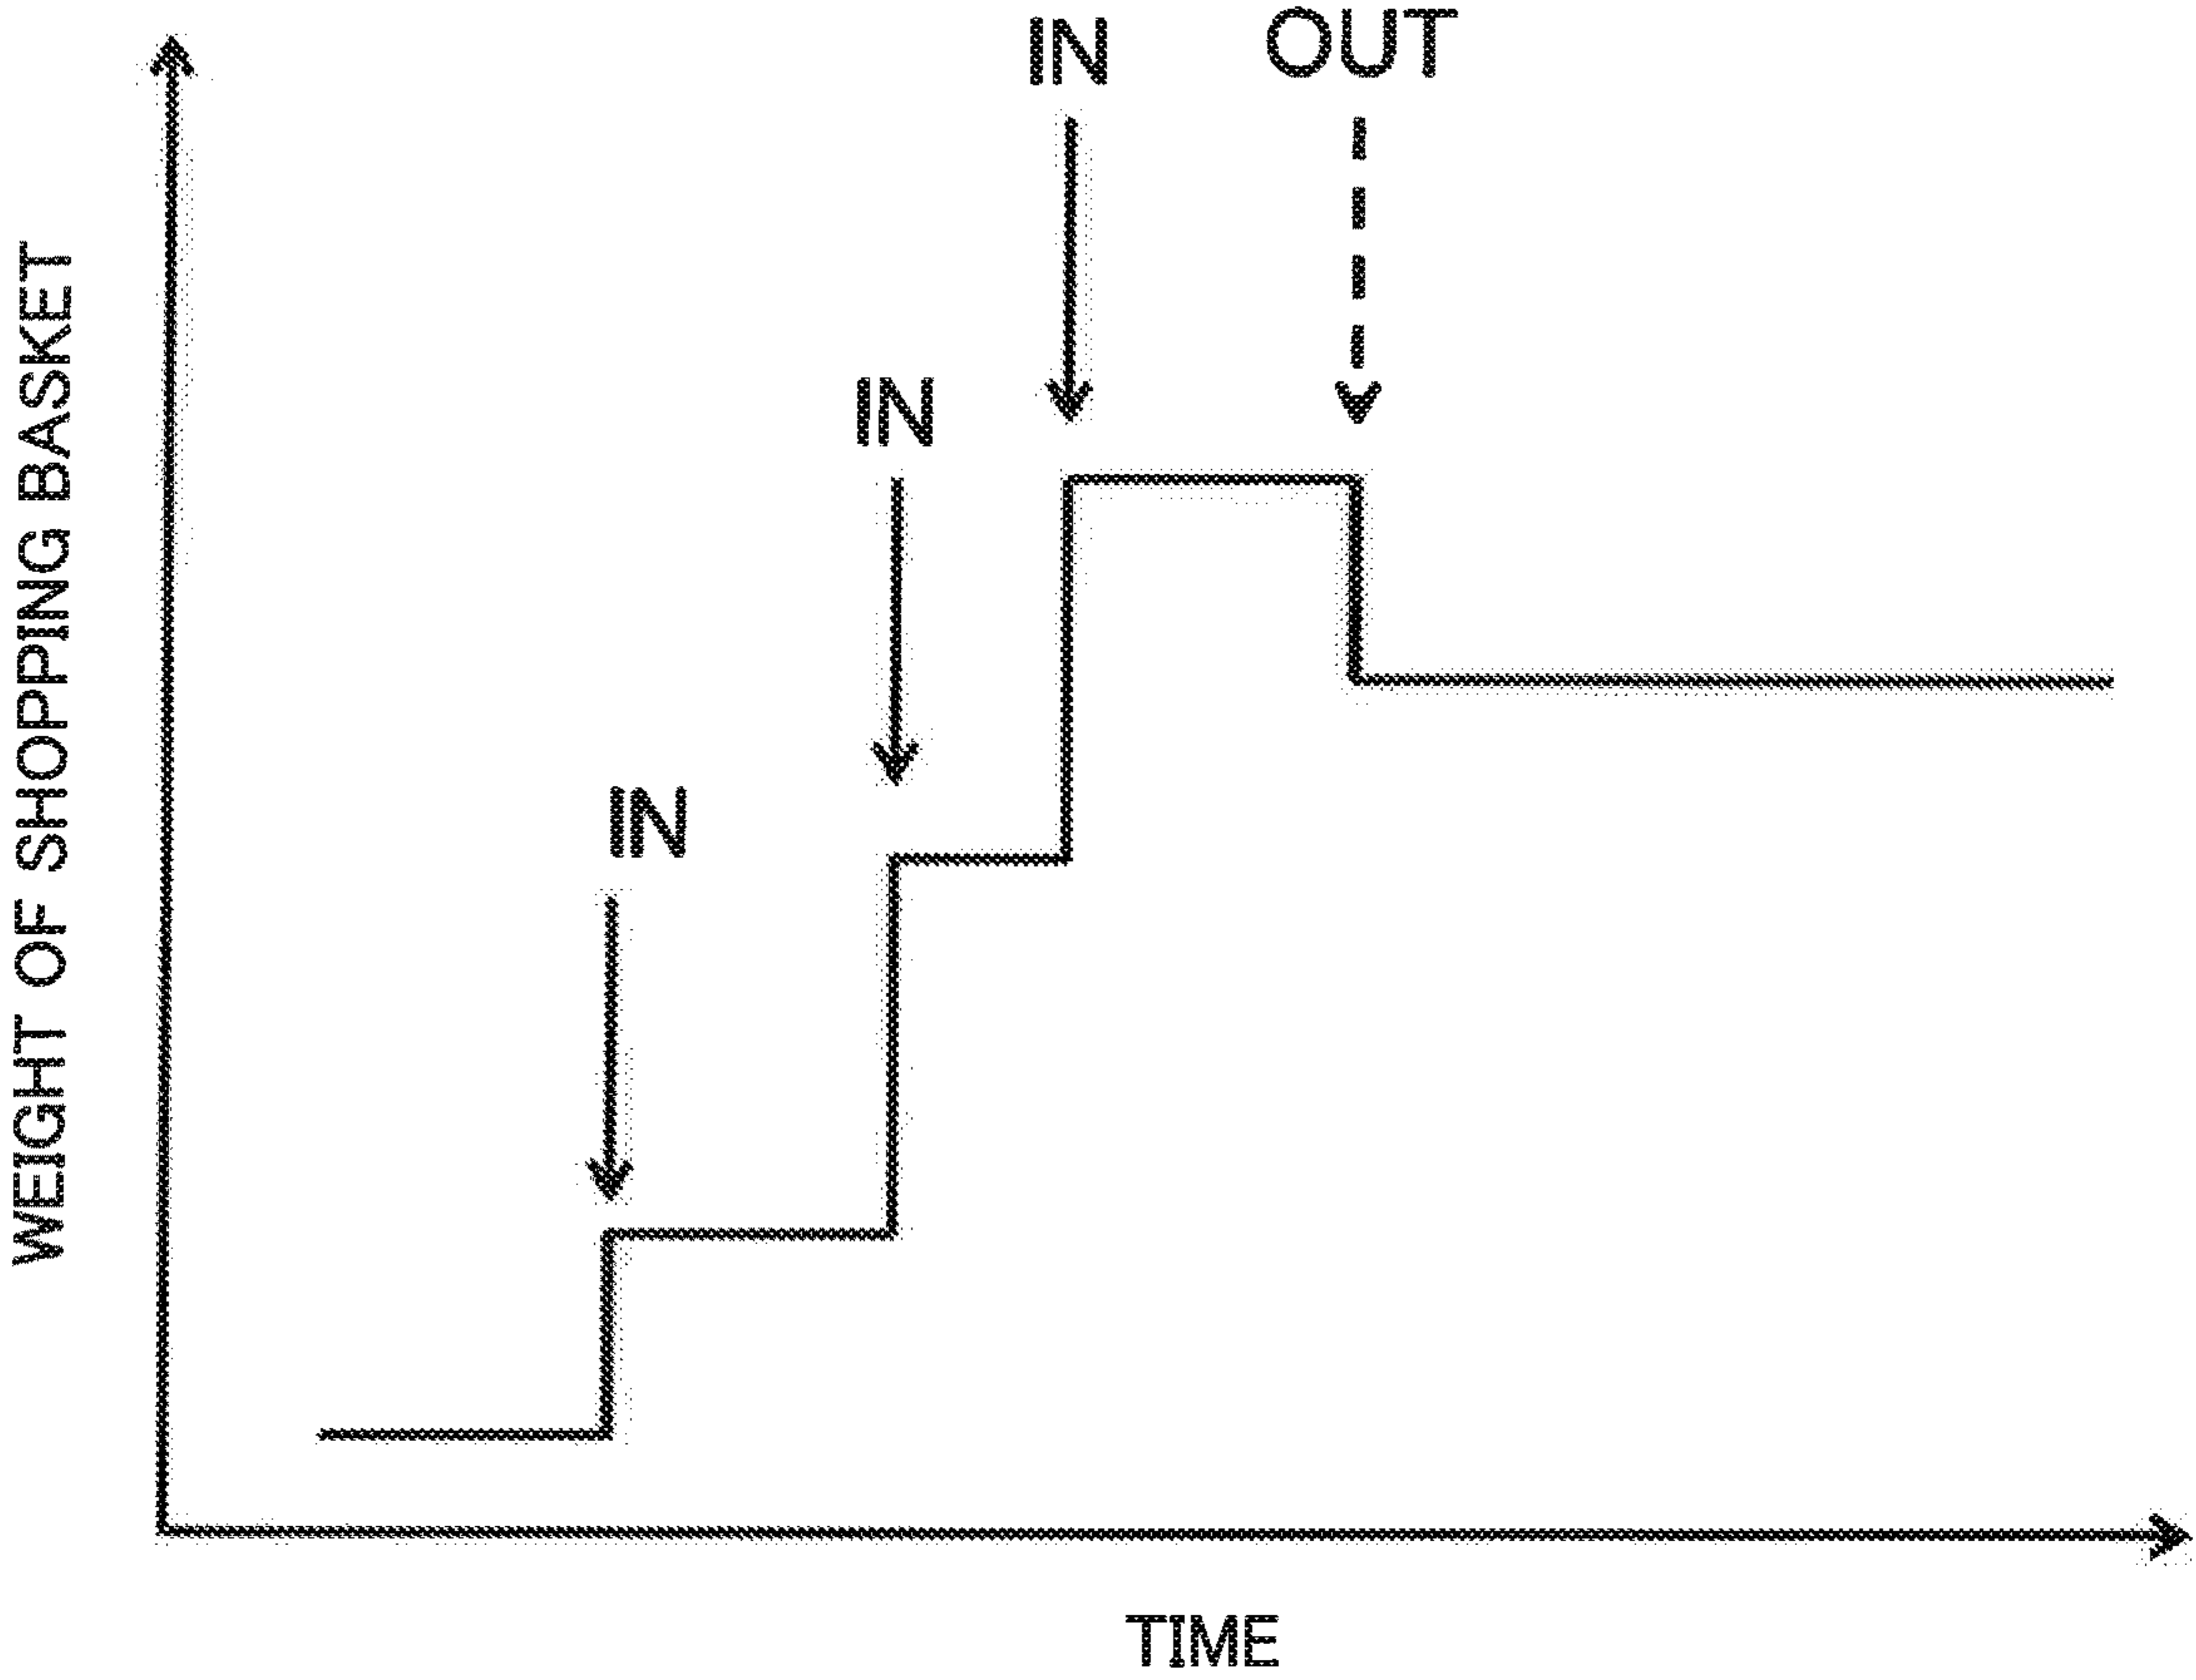 IN OUT
IN
IN
WEIGHT OF SHOPPING BASKET
TIME